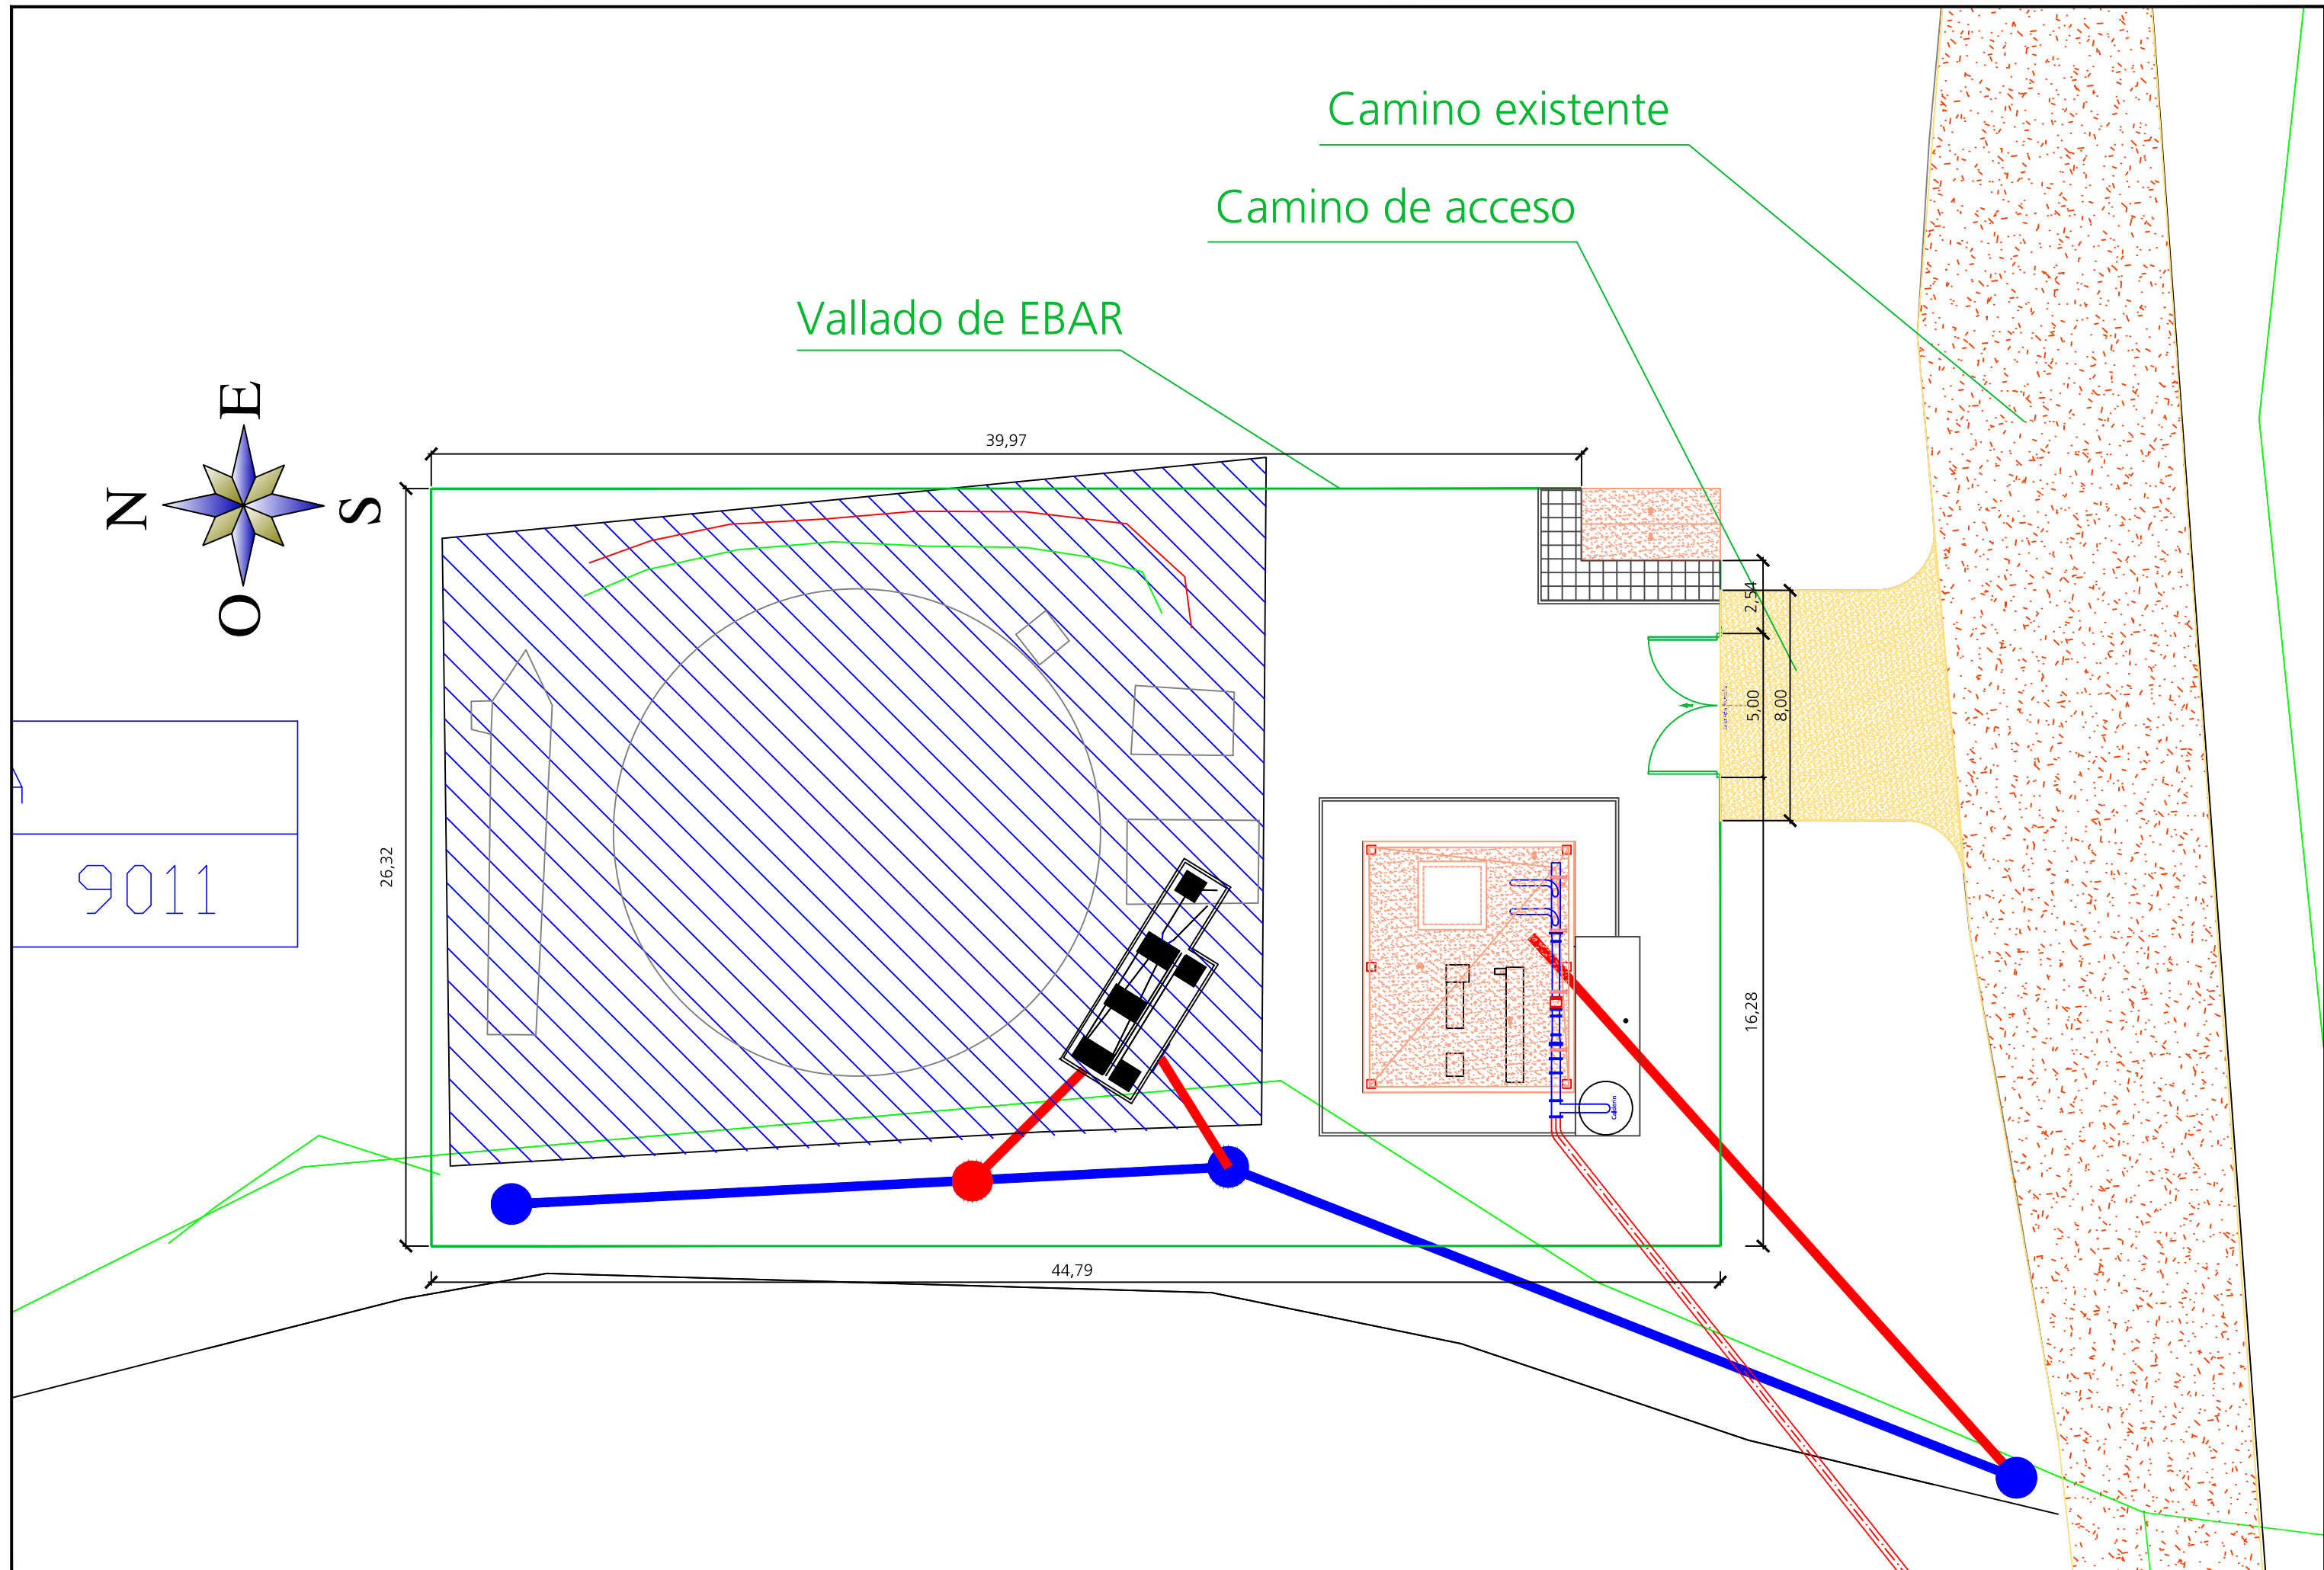 Camino existente
Camino de acceso
Vallado de EBAR
E
N
S
O
39,97
26,32
2,54
5,00
8,00
16,28
44,79
9011
Calderín